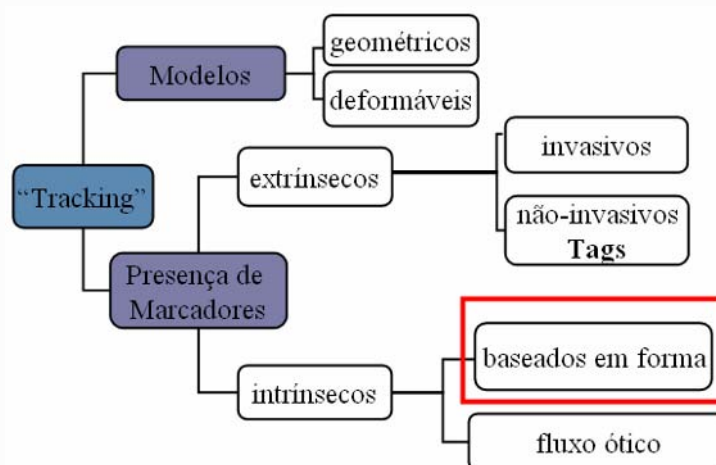 geométricos
Modelos
deformáveis
invasivos
extrínsecos
“Tracking”
não-invasivos
Tags
Presença de
Marcadores
baseados em forma
intrínsecos
fluxo ótico